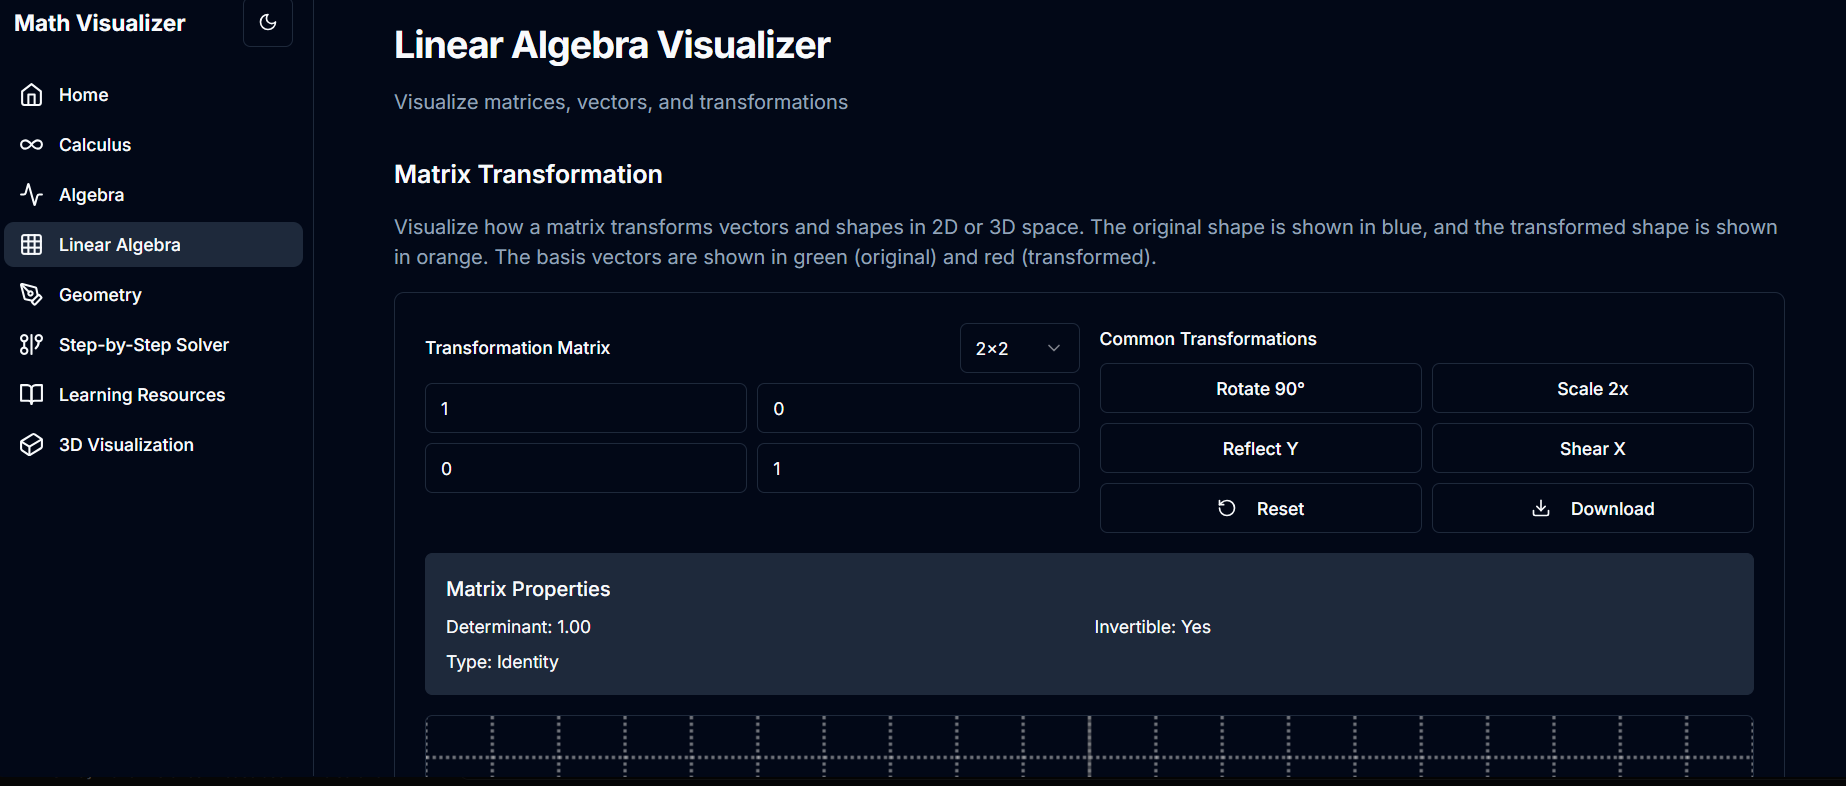 Math Visualizer
Home
Calculus
Algebra
Linear Algebra
Geometry
Step-by-Step Solver
Learning Resources
3D Visualization
Linear Algebra Visualizer
Visualize matrices, vectors, and transformations
Matrix Transformation
Visualize how a matrix transforms vectors and shapes in 2D or 3D space. The original shape is shown in blue, and the transformed shape is shown
in orange. The basis vectors are shown in green (original) and red (transformed).
Transformation Matrix
2×2
1
0
0
1
Common Transformations
Rotate 90°
Scale 2x
Reflect Y
Shear X
Reset
Download
Matrix Properties
Determinant: 1.00
Invertible: Yes
Type: Identity